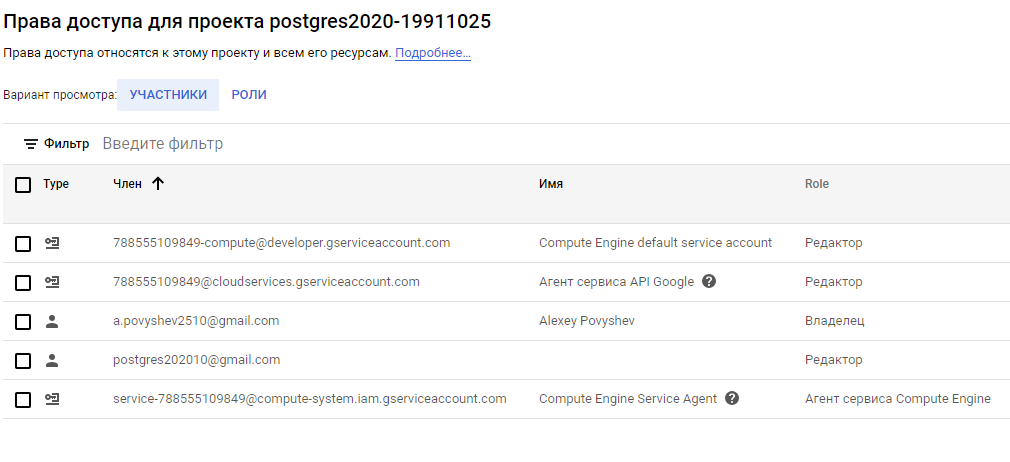 Права доступа для проекта postgres2020-19911025
Права доступа относятся к этому проекту и всем его ресурсам. Подробнее…
Вариант просмотра: УЧАСТНИКИ РОЛИ
Фильтр Введите фильтр
Type Член Имя Role
788555109849-compute@developer.gserviceaccount.com Compute Engine default service account Редактор
788555109849@cloudservices.gserviceaccount.com Агент сервиса API Google Редактор
a.povyshev2510@gmail.com Alexey Povyshev Владелец
postgres202010@gmail.com Редактор
service-788555109849@compute-system.iam.gserviceaccount.com Compute Engine Service Agent Агент сервиса Compute Engine